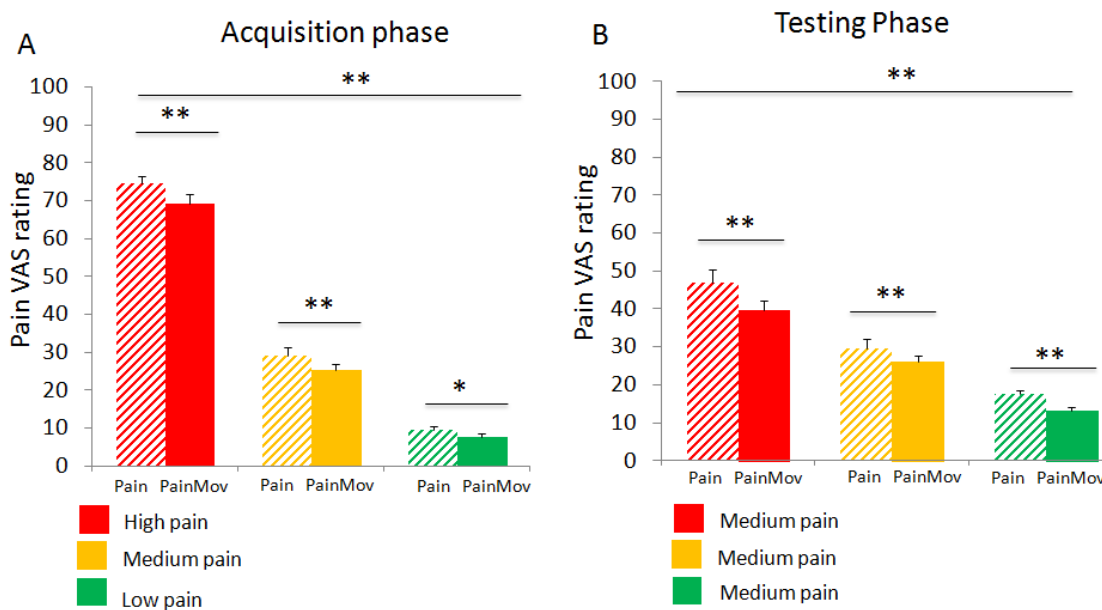 A
Acquisition phase
**
**
**
*
Pain VAS rating
100
90
80
70
60
50
40
30
20
10
0
Pain PainMov Pain PainMov Pain PainMov
High pain
Medium pain
Low pain
B
Testing Phase
**
**
**
**
Pain VAS rating
100
90
80
70
60
50
40
30
20
10
0
Pain PainMov Pain PainMov Pain PainMov
Medium pain
Medium pain
Medium pain